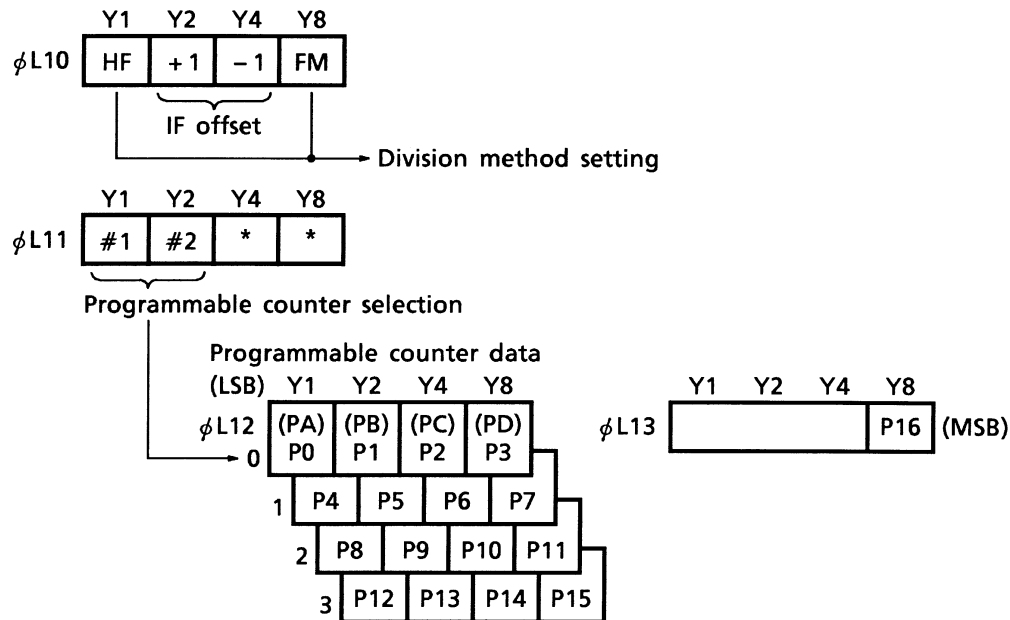 Y1 Y2 Y4 Y8
ϕL10 HF +1 −1 FM
IF offset
Division method setting
Y1 Y2 Y4 Y8
ϕL11 #1 #2 * *
Programmable counter selection
Programmable counter data
(LSB) Y1 Y2 Y4 Y8
ϕL12 (PA) (PB) (PC) (PD)
0 P0 P1 P2 P3
1 P4 P5 P6 P7
2 P8 P9 P10 P11
3 P12 P13 P14 P15
Y1 Y2 Y4 Y8
ϕL13 P16 (MSB)